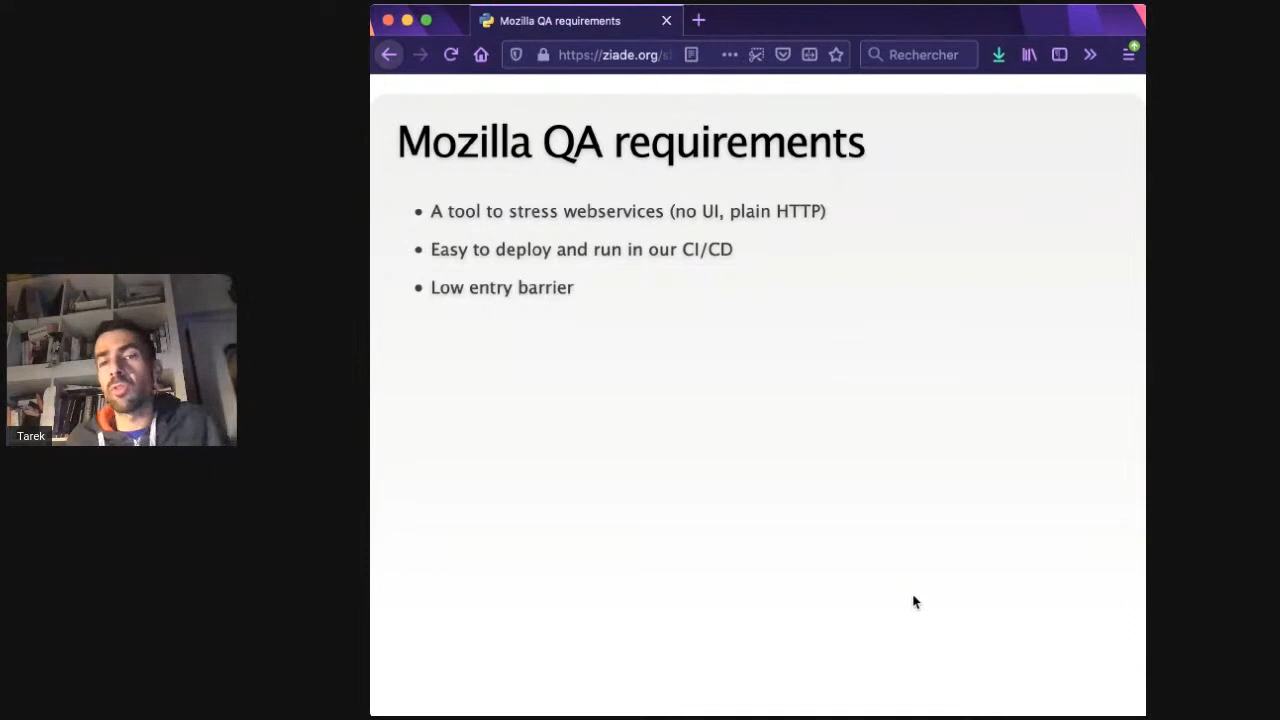 Mozilla QA requirements
https://ziade.org/s
Rechercher
Mozilla QA requirements
A tool to stress webservices (no UI, plain HTTP)
Easy to deploy and run in our CI/CD
Low entry barrier
Tarek